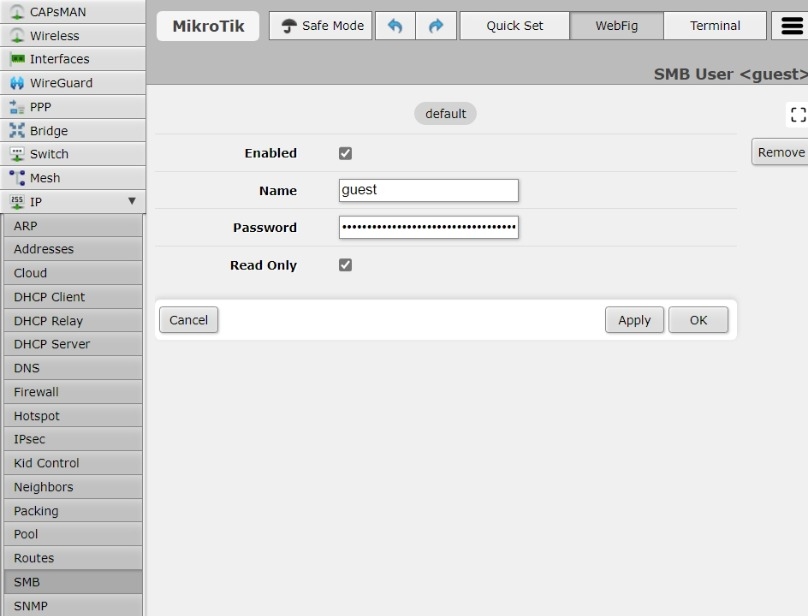 CAPsMAN
Wireless
Interfaces
WireGuard
PPP
Bridge
Switch
Mesh
IP
ARP
Addresses
Cloud
DHCP Client
DHCP Relay
DHCP Server
DNS
Firewall
Hotspot
IPsec
Kid Control
Neighbors
Packing
Pool
Routes
SMB
SNMP
MikroTik
Safe Mode
Quick Set
WebFig
Terminal
SMB User <guest>
default
Remove
Enabled
Name guest
Password
Read Only
Cancel
Apply
OK